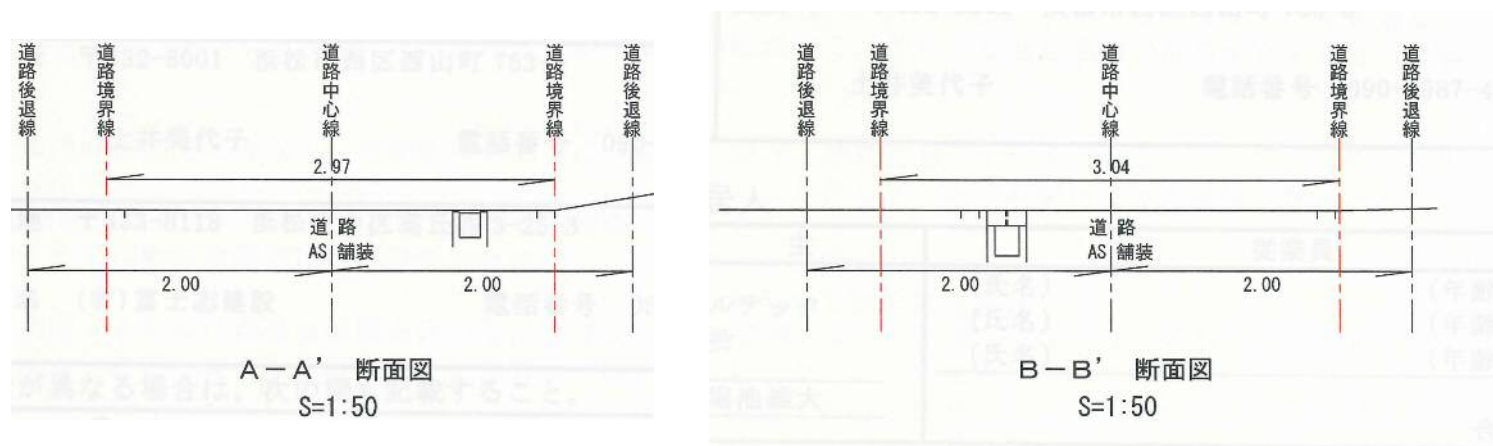 道路後退線
道路境界線
道路中心線
道路境界線
道路後退線
2.97
道路
AS 舗装
2.00
2.00
A－A’ 断面図
S=1:50
道路後退線
道路境界線
道路中心線
道路境界線
道路後退線
3.04
道路
AS 舗装
2.00
2.00
B－B’ 断面図
S=1:50